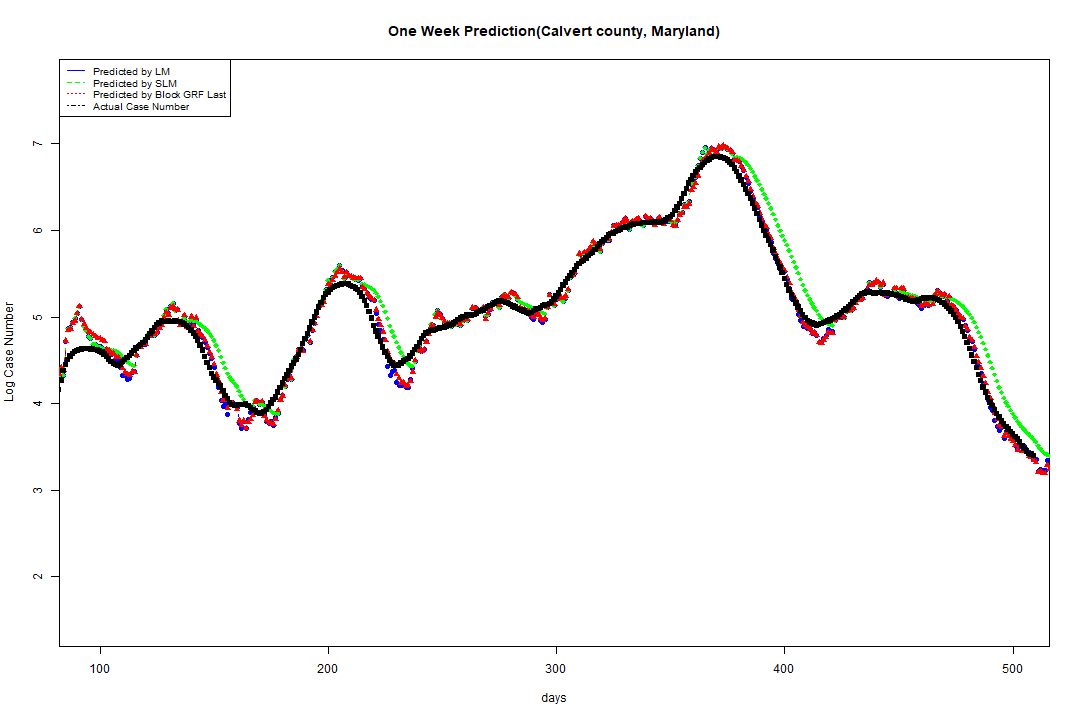 One Week Prediction(Calvert county, Maryland)
Predicted by LM
Predicted by SLM
Predicted by Block GRF Last
Actual Case Number
7
6
5
4
3
2
Log Case Number
100 200 300 400 500
days